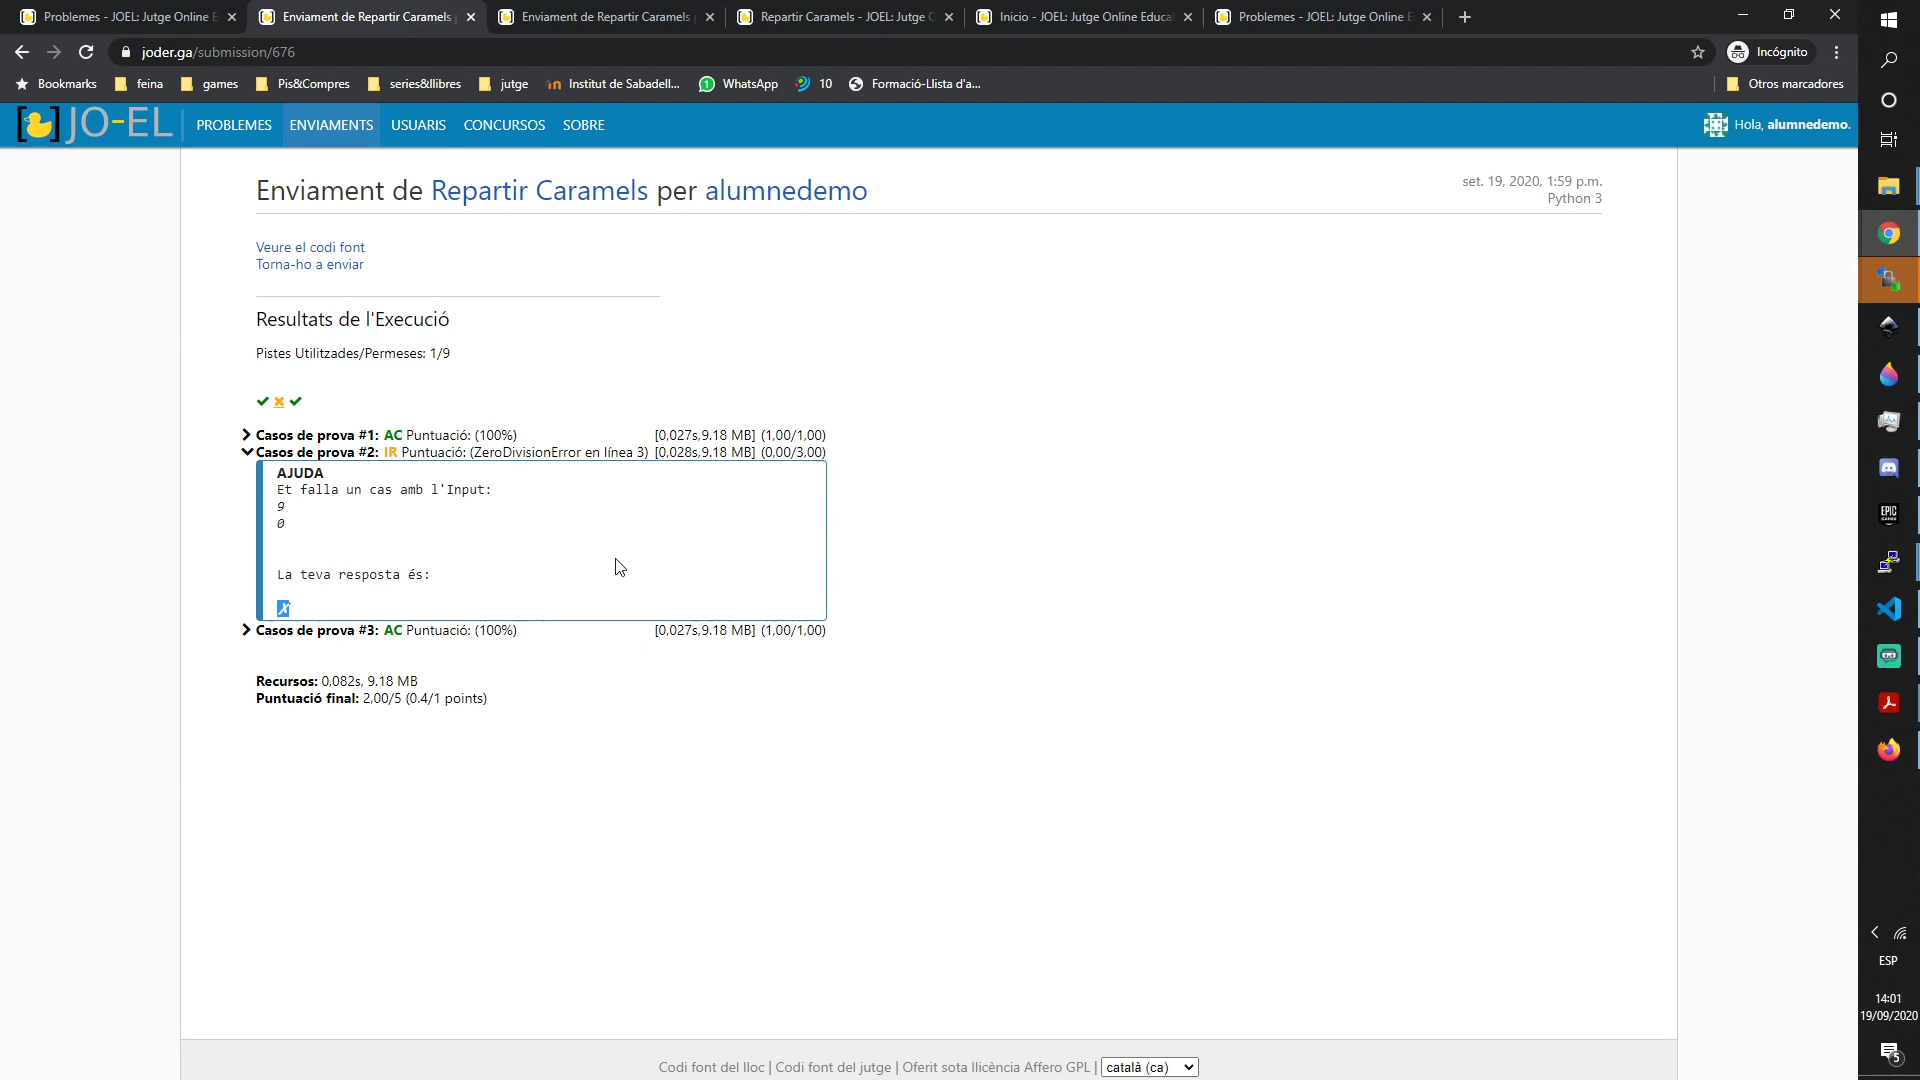 Problemes - JOEL: Jutge Online E
Enviament de Repartir Caramels
Enviament de Repartir Caramels
Repartir Caramels - JOEL: Jutge O
Inicio - JOEL: Jutge Online Educa
Problemes - JOEL: Jutge Online E
joder.ga/submission/676
Incógnito
Bookmarks feina games Pis&Compres series&llibres jutge Institut de Sabadell... WhatsApp 10 Formació-Llista d'a... Otros marcadores
JO-EL PROBLEMES ENVIAMENTS USUARIS CONCURSOS SOBRE Hola, alumnedemo.
Enviament de Repartir Caramels per alumnedemo
set. 19, 2020, 1:59 p.m.
Python 3
Veure el codi font
Torna-ho a enviar
Resultats de l'Execució
Pistes Utilitzades/Permeses: 1/9
Casos de prova #1: AC Puntuació: (100%) [0,027s,9.18 MB] (1,00/1,00)
Casos de prova #2: IR Puntuació: (ZeroDivisionError en línea 3) [0,028s,9.18 MB] (0,00/3,00)
AJUDA
Et falla un cas amb l'Input:
9
0
La teva resposta és:
Casos de prova #3: AC Puntuació: (100%) [0,027s,9.18 MB] (1,00/1,00)
Recursos: 0,082s, 9.18 MB
Puntuació final: 2,00/5 (0.4/1 points)
Codi font del lloc | Codi font del jutge | Oferit sota llicència Affero GPL | català (ca)
EPIC
GAMES
ESP
14:01
19/09/2020
5